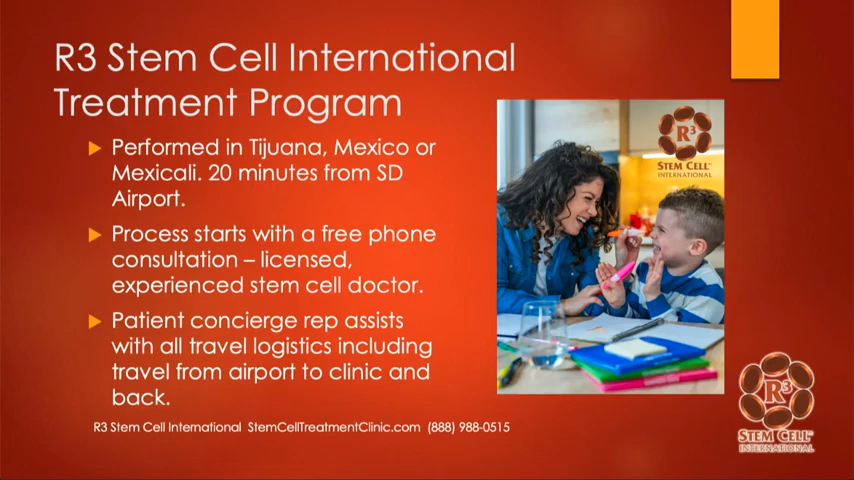 R3 Stem Cell International
Treatment Program
Performed in Tijuana, Mexico or
Mexicali. 20 minutes from SD
Airport.
Process starts with a free phone
consultation – licensed,
experienced stem cell doctor.
Patient concierge rep assists
with all travel logistics including
travel from airport to clinic and
back.
R3 Stem Cell International StemCellTreatmentClinic.com (888) 988-0515
R3
STEM CELL™
INTERNATIONAL
R3
STEM CELL™
INTERNATIONAL